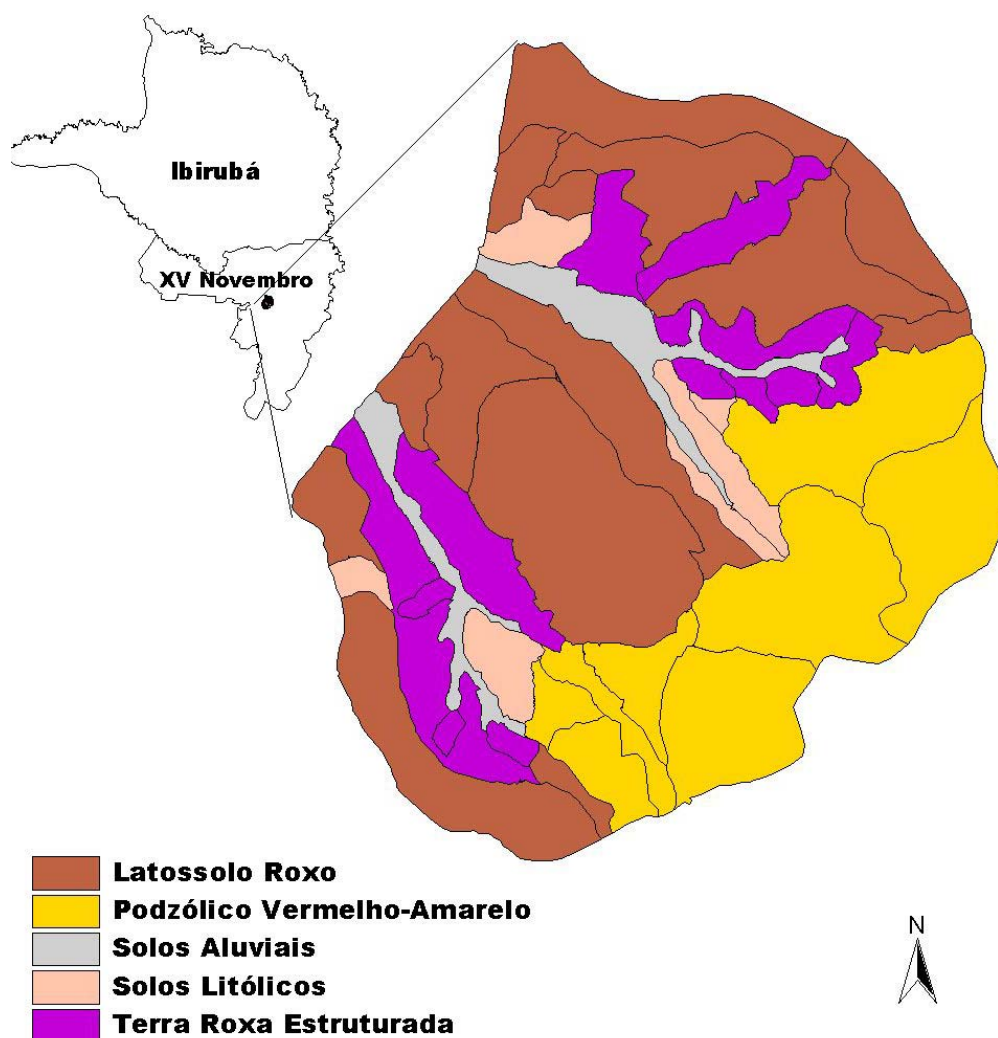 Ibirubá
XV Novembro
Latossolo Roxo
Podzólico Vermelho-Amarelo
Solos Aluviais
Solos Litólicos
Terra Roxa Estruturada
N